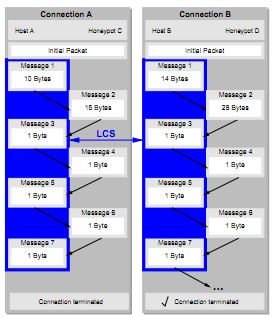 Connection A
Host A
Honeypot C
Initial Packet
Message 1
10 Bytes
Message 2
15 Bytes
Message 3
1 Byte
Message 4
1 Byte
Message 5
1 Byte
Message 6
1 Byte
Message 7
1 Byte
Connection terminated
LCS
Connection B
Host B
Honeypot D
Initial Packet
Message 1
14 Bytes
Message 2
28 Bytes
Message 3
1 Byte
Message 4
1 Byte
Message 5
1 Byte
Message 6
1 Byte
Message 7
1 Byte
...
✓ Connection terminated